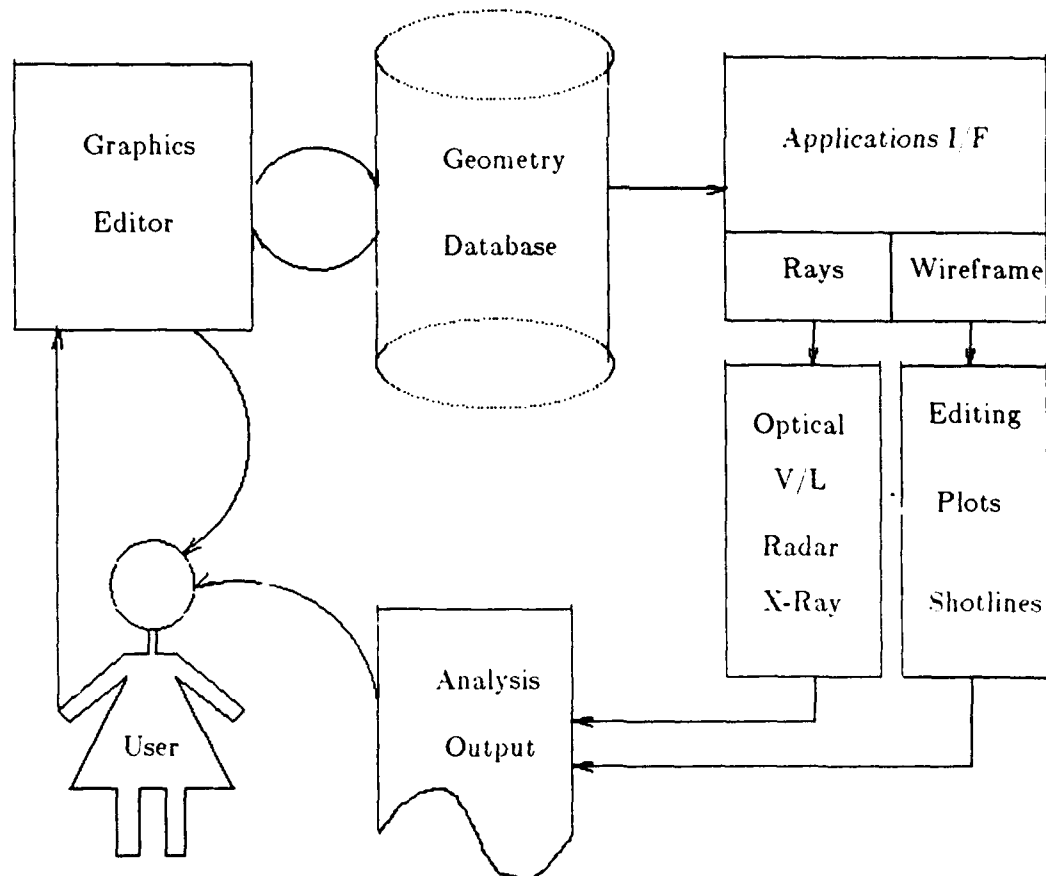 Graphics
Editor
Geometry
Database
Applications I/F
Rays
Wireframe
Optical
V/L
Radar
X-Ray
Editing
Plots
Shotlines
Analysis
Output
User